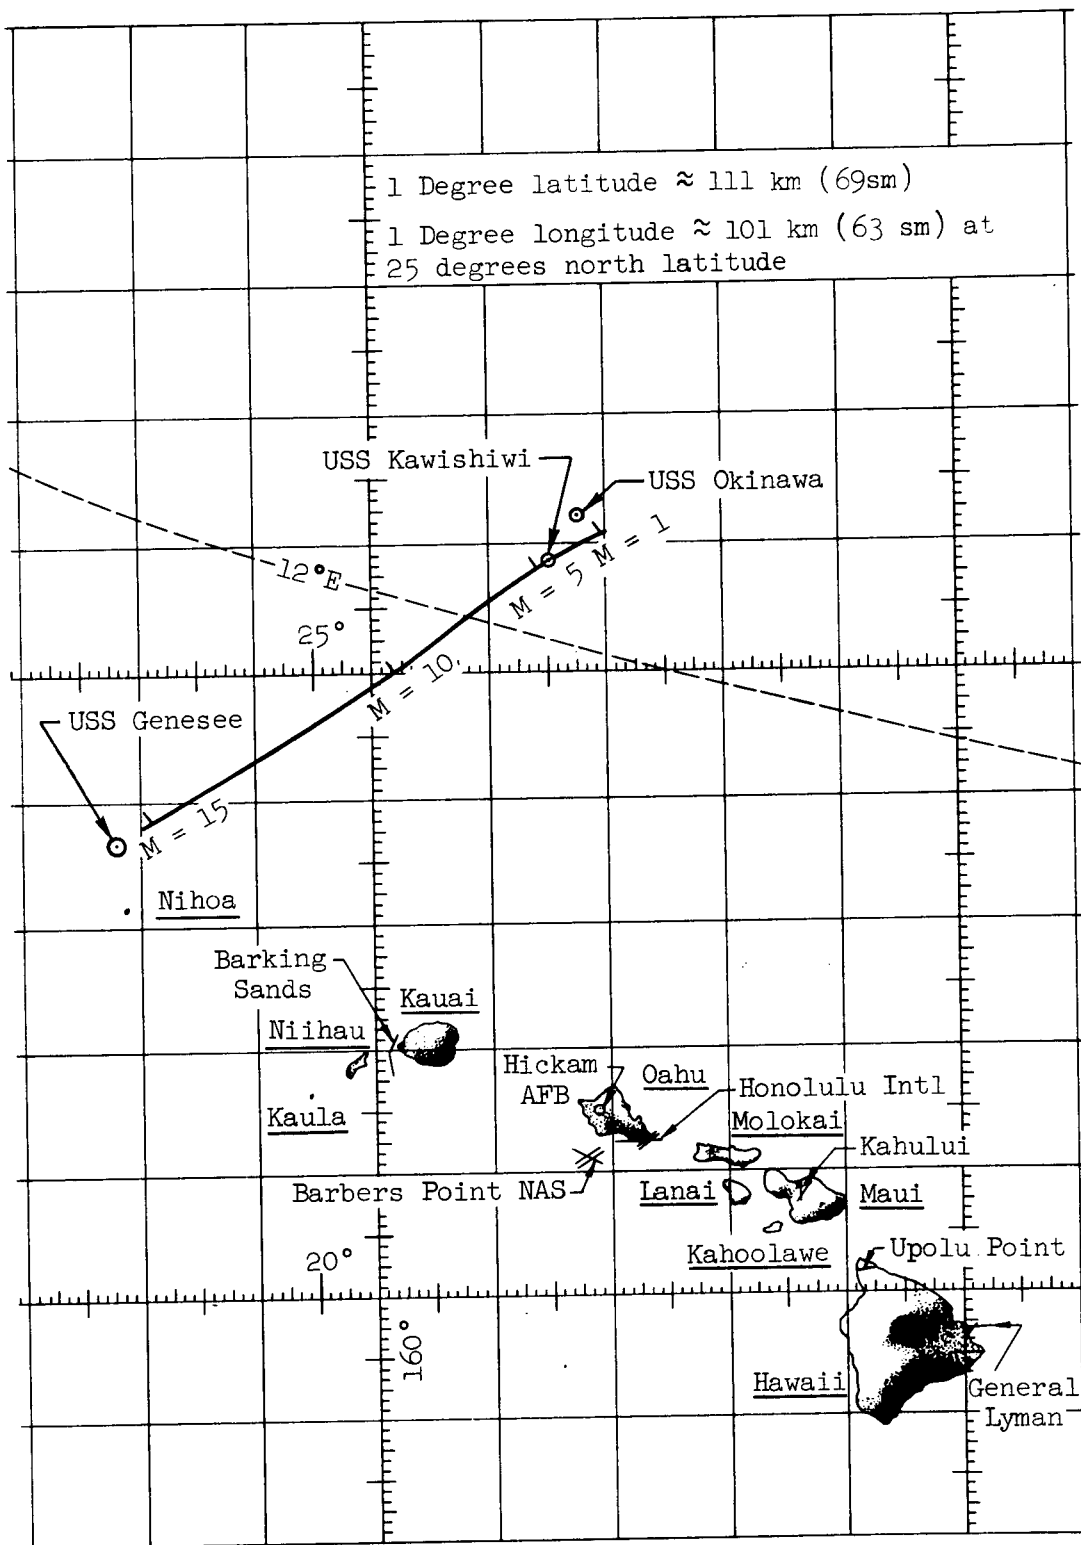 1 Degree latitude ≈ 111 km (69sm)
1 Degree longitude ≈ 101 km (63 sm) at
25 degrees north latitude
USS Kawishiwi
USS Okinawa
12°E
M = 5
M = 1
25°
M = 10
USS Genesee
M = 15
Nihoa
Barking
Sands
Kauai
Niihau
Hickam
AFB
Oahu
Honolulu Intl
Kaula
Molokai
Kahului
Barbers Point NAS
Lanai
Maui
Kahoolawe
Upolu Point
20°
160°
Hawaii
General
Lyman